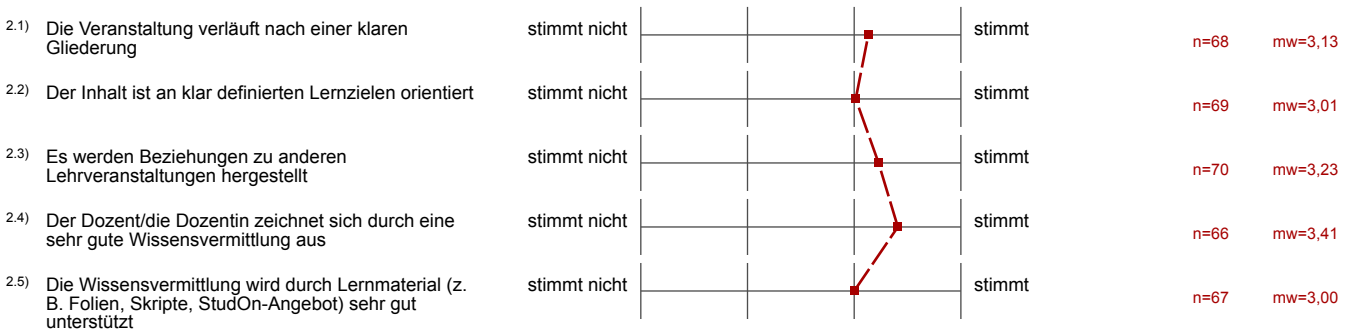 2.1) Die Veranstaltung verläuft nach einer klaren stimmt nicht stimmt
Gliederung n=68 mw=3,13
2.2) Der Inhalt ist an klar definierten Lernzielen orientiert stimmt nicht stimmt
n=69 mw=3,01
2.3) Es werden Beziehungen zu anderen stimmt nicht stimmt
Lehrveranstaltungen hergestellt n=70 mw=3,23
2.4) Der Dozent/die Dozentin zeichnet sich durch eine stimmt nicht stimmt
sehr gute Wissensvermittlung aus n=66 mw=3,41
2.5) Die Wissensvermittlung wird durch Lernmaterial (z. stimmt nicht stimmt
B. Folien, Skripte, StudOn-Angebot) sehr gut n=67 mw=3,00
unterstützt